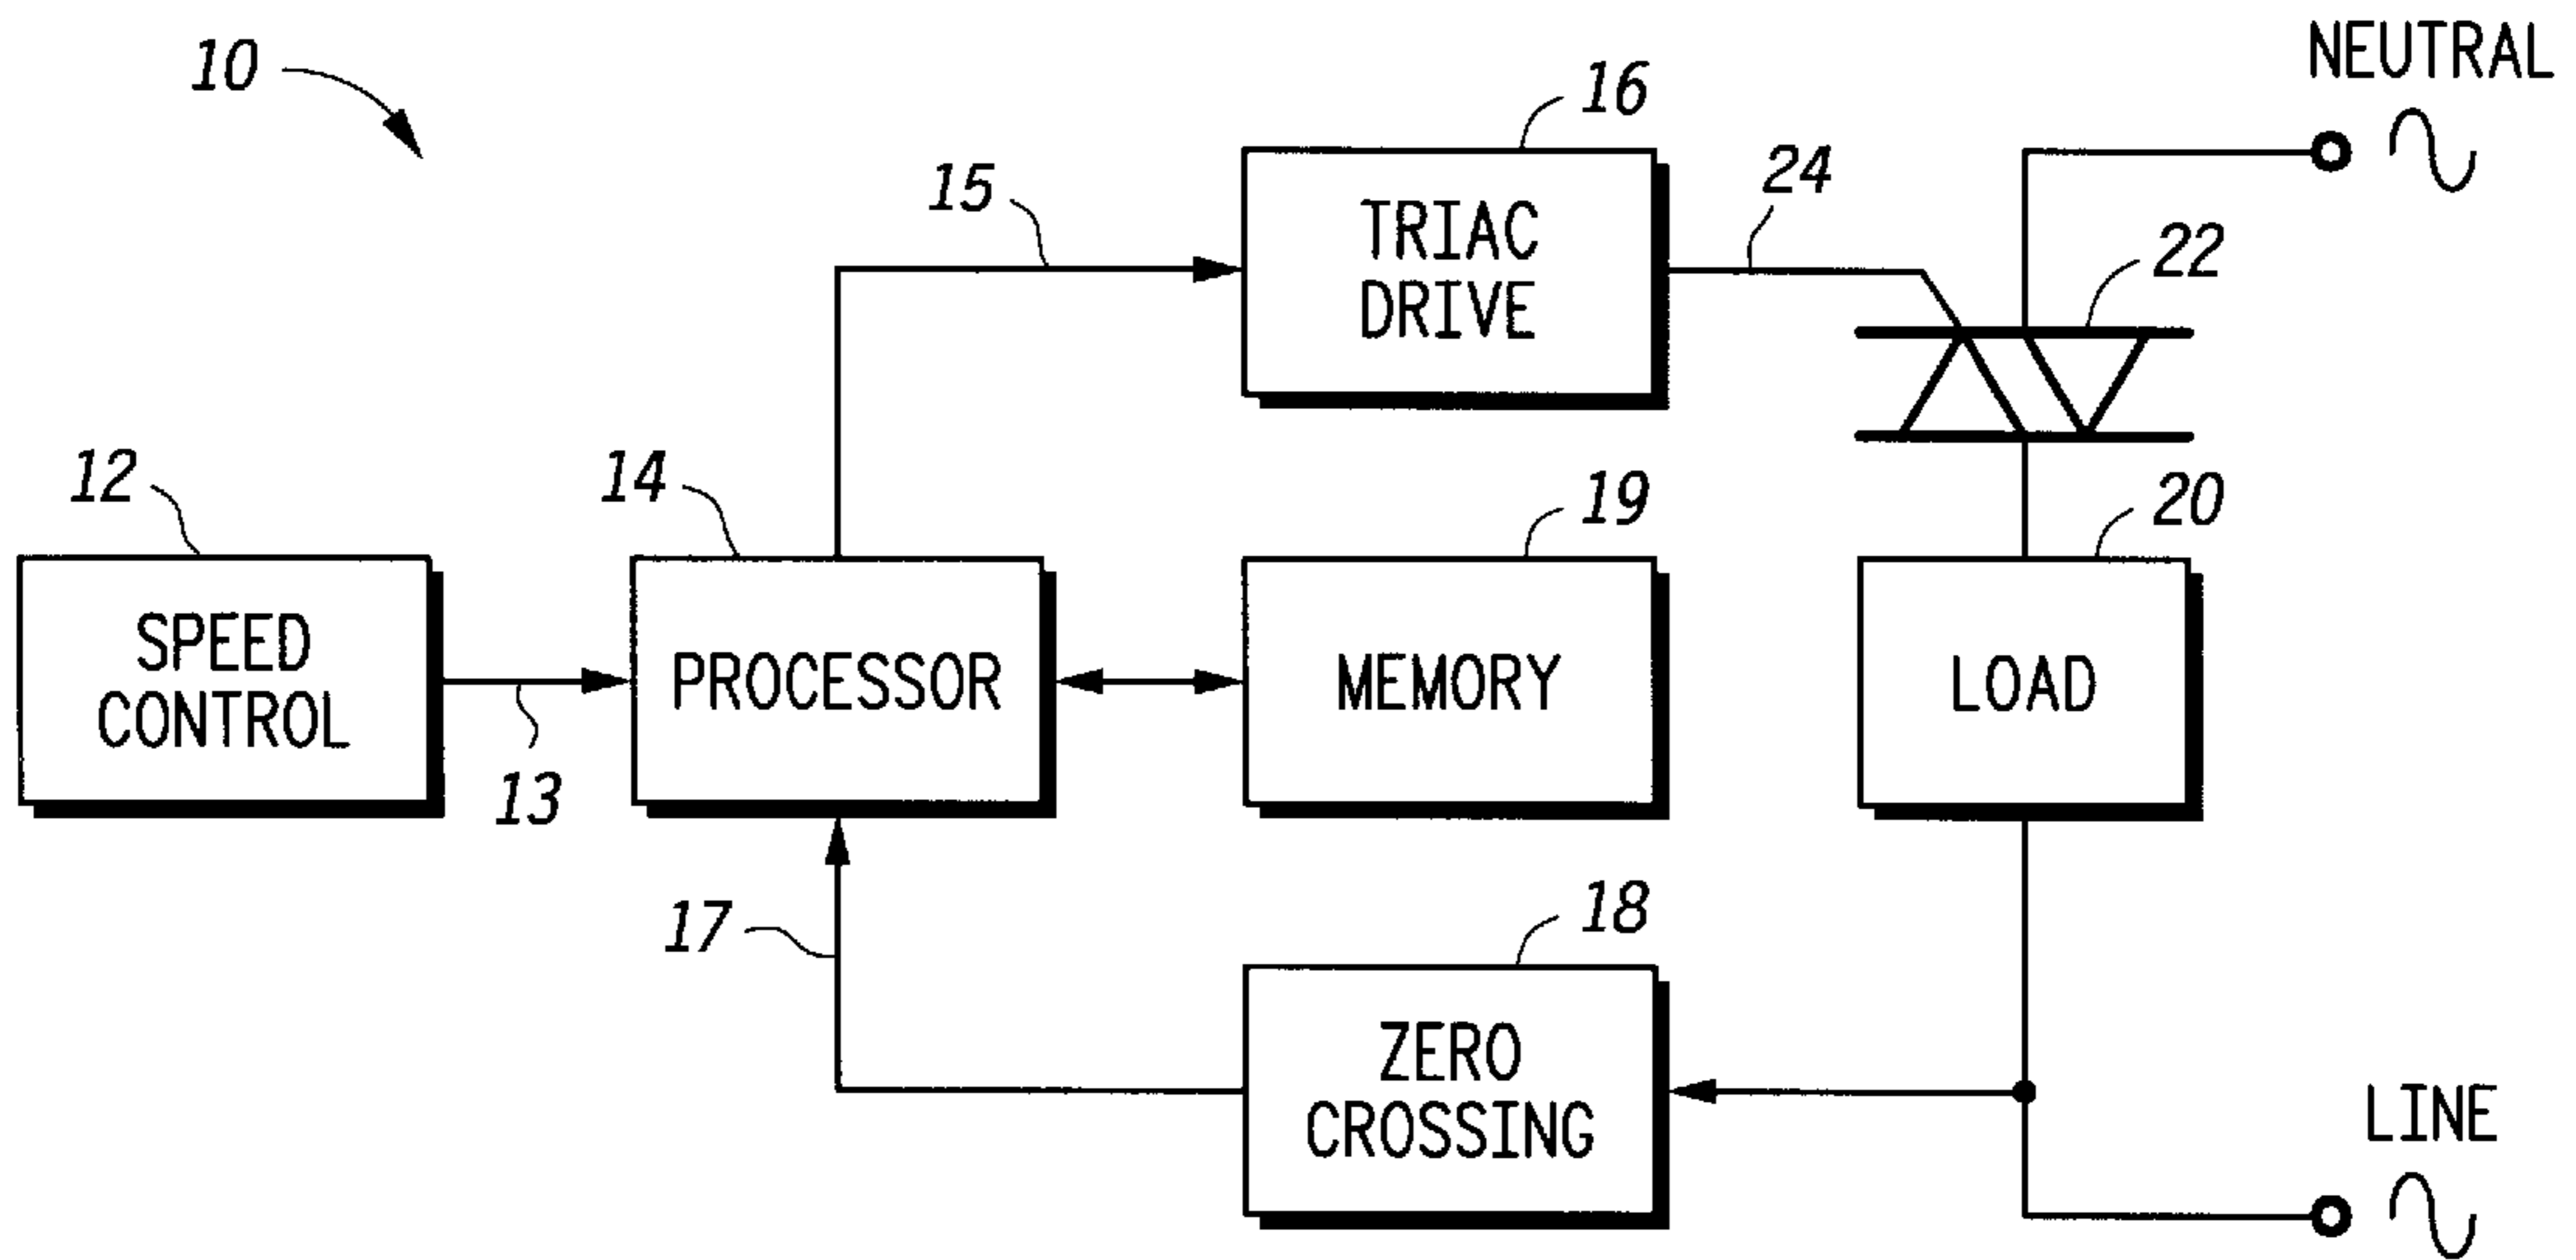 NEUTRAL
10
16
15
24
TRIAC
DRIVE
22
12
14
19
20
SPEED
CONTROL
PROCESSOR
MEMORY
LOAD
13
17
18
ZERO
CROSSING
LINE